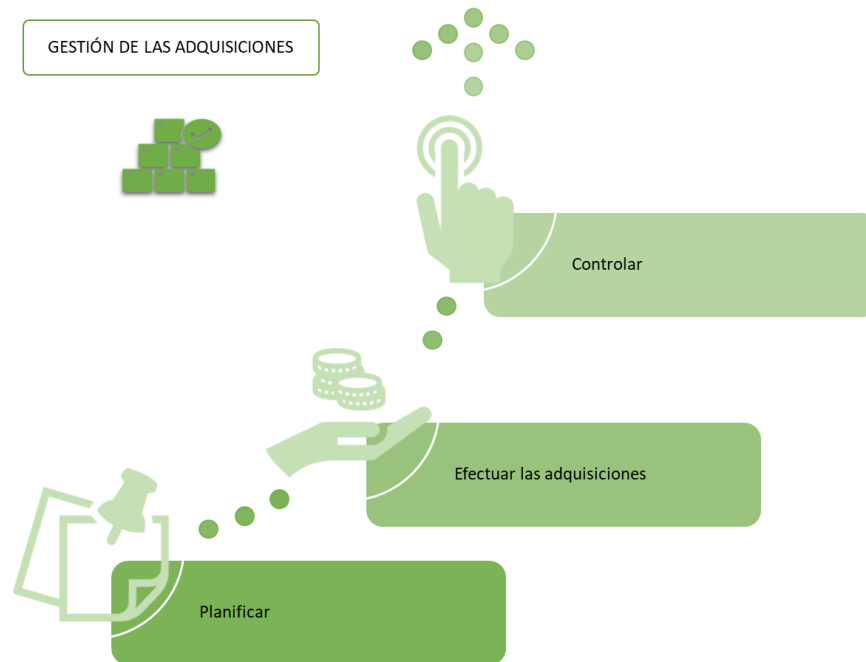 GESTIÓN DE LAS ADQUISICIONES
Controlar
Efectuar las adquisiciones
Planificar